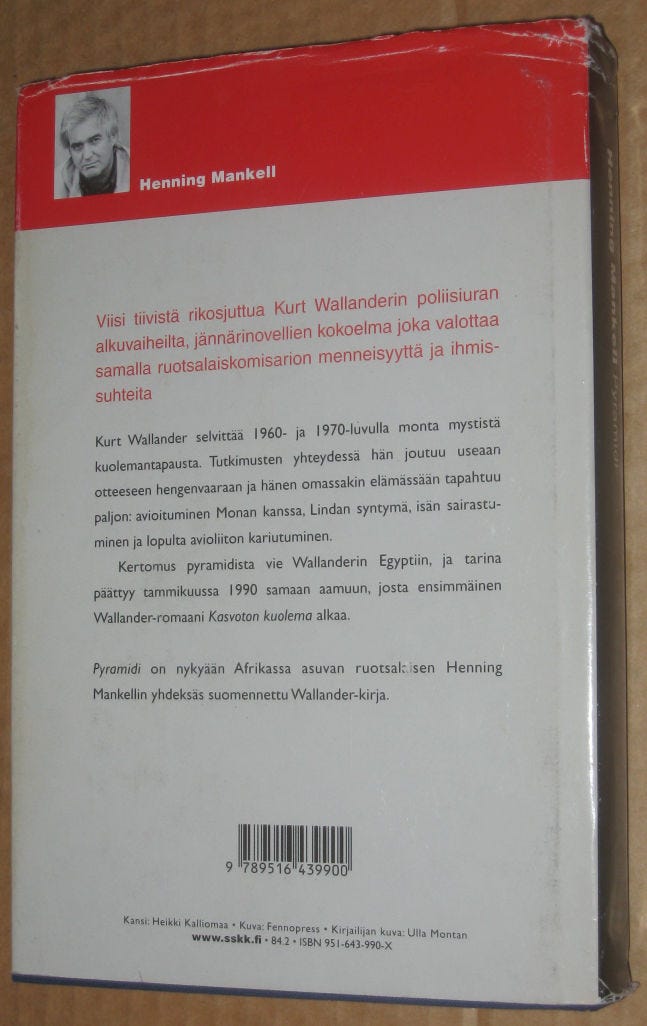 Henning Mankell
Viisi tiivistä rikosjuttua Kurt Wallanderin poliisiuran
alkuvaiheilta, jännärinovellien kokoelma joka valottaa
samalla ruotsalaiskomisarion menneisyyttä ja ihmis-
suhteita
Kurt Wallander selvittää 1960- ja 1970-luvulla monta mystistä
kuolemantapausta. Tutkimusten yhteydessä hän joutuu useaan
otteeseen hengenvaaraan ja hänen omassakin elämässään tapahtuu
paljon: avioituminen Monan kanssa, Lindan syntymä, isän sairastu-
minen ja lopulta avioliiton kariutuminen.
Kertomus pyramidista vie Wallanderin Egyptiin, ja tarina
päättyy tammikuussa 1990 samaan aamuun, josta ensimmäinen
Wallander-romaani Kasvoton kuolema alkaa.
Pyramidi on nykyään Afrikassa asuvan ruotsalaisen Henning
Mankellin yhdeksäs suomennettu Wallander-kirja.
9 789516 439900
Kansi: Heikki Kalliomaa • Kuva: Fennopress • Kirjailijan kuva: Ulla Montan
www.sskk.fi • 84.2 • ISBN 951-643-990-X
Henning Mankell Pyramidi